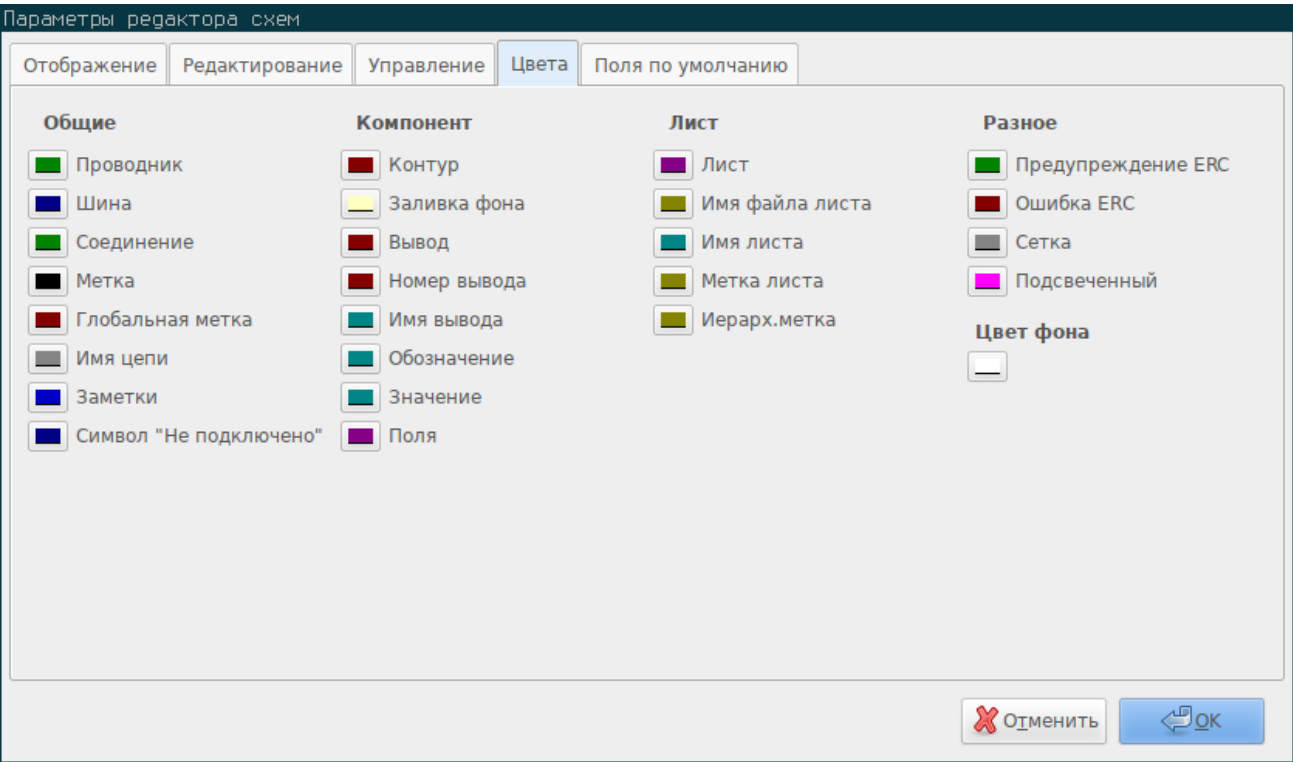 Параметры редактора схем
Отображение Редактирование Управление Цвета Поля по умолчанию
Общие Компонент Лист Разное
Проводник Контур Лист Предупреждение ERC
Шина Заливка фона Имя файла листа Ошибка ERC
Соединение Вывод Имя листа Сетка
Метка Номер вывода Метка листа Подсвеченный
Глобальная метка Имя вывода Иерарх.метка
Цвет фона
Имя цепи Обозначение
Заметки Значение
Символ "Не подключено" Поля
Отменить OK